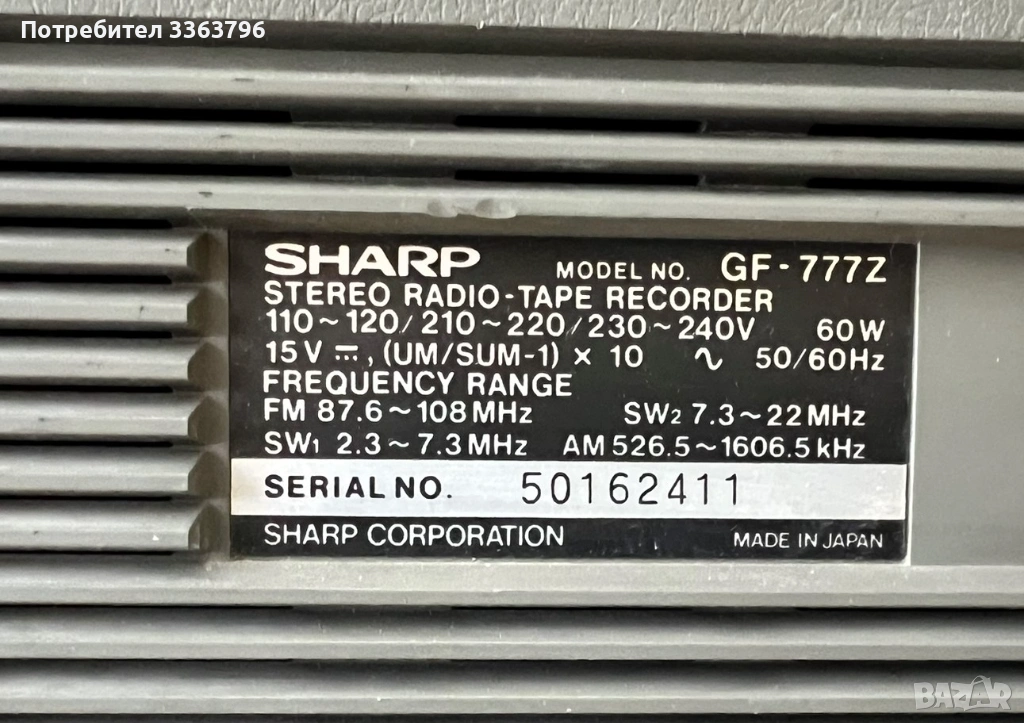 Потребител 3363796
SHARP MODEL NO. GF-777Z
STEREO RADIO-TAPE RECORDER
110~120/210~220/230~240V 60W
15V ⎓, (UM/SUM-1) × 10 ∿ 50/60Hz
FREQUENCY RANGE
FM 87.6~108MHz SW2 7.3~22MHz
SW1 2.3~7.3MHz AM 526.5~1606.5kHz
SERIAL NO. 50162411
SHARP CORPORATION MADE IN JAPAN
BAZAR